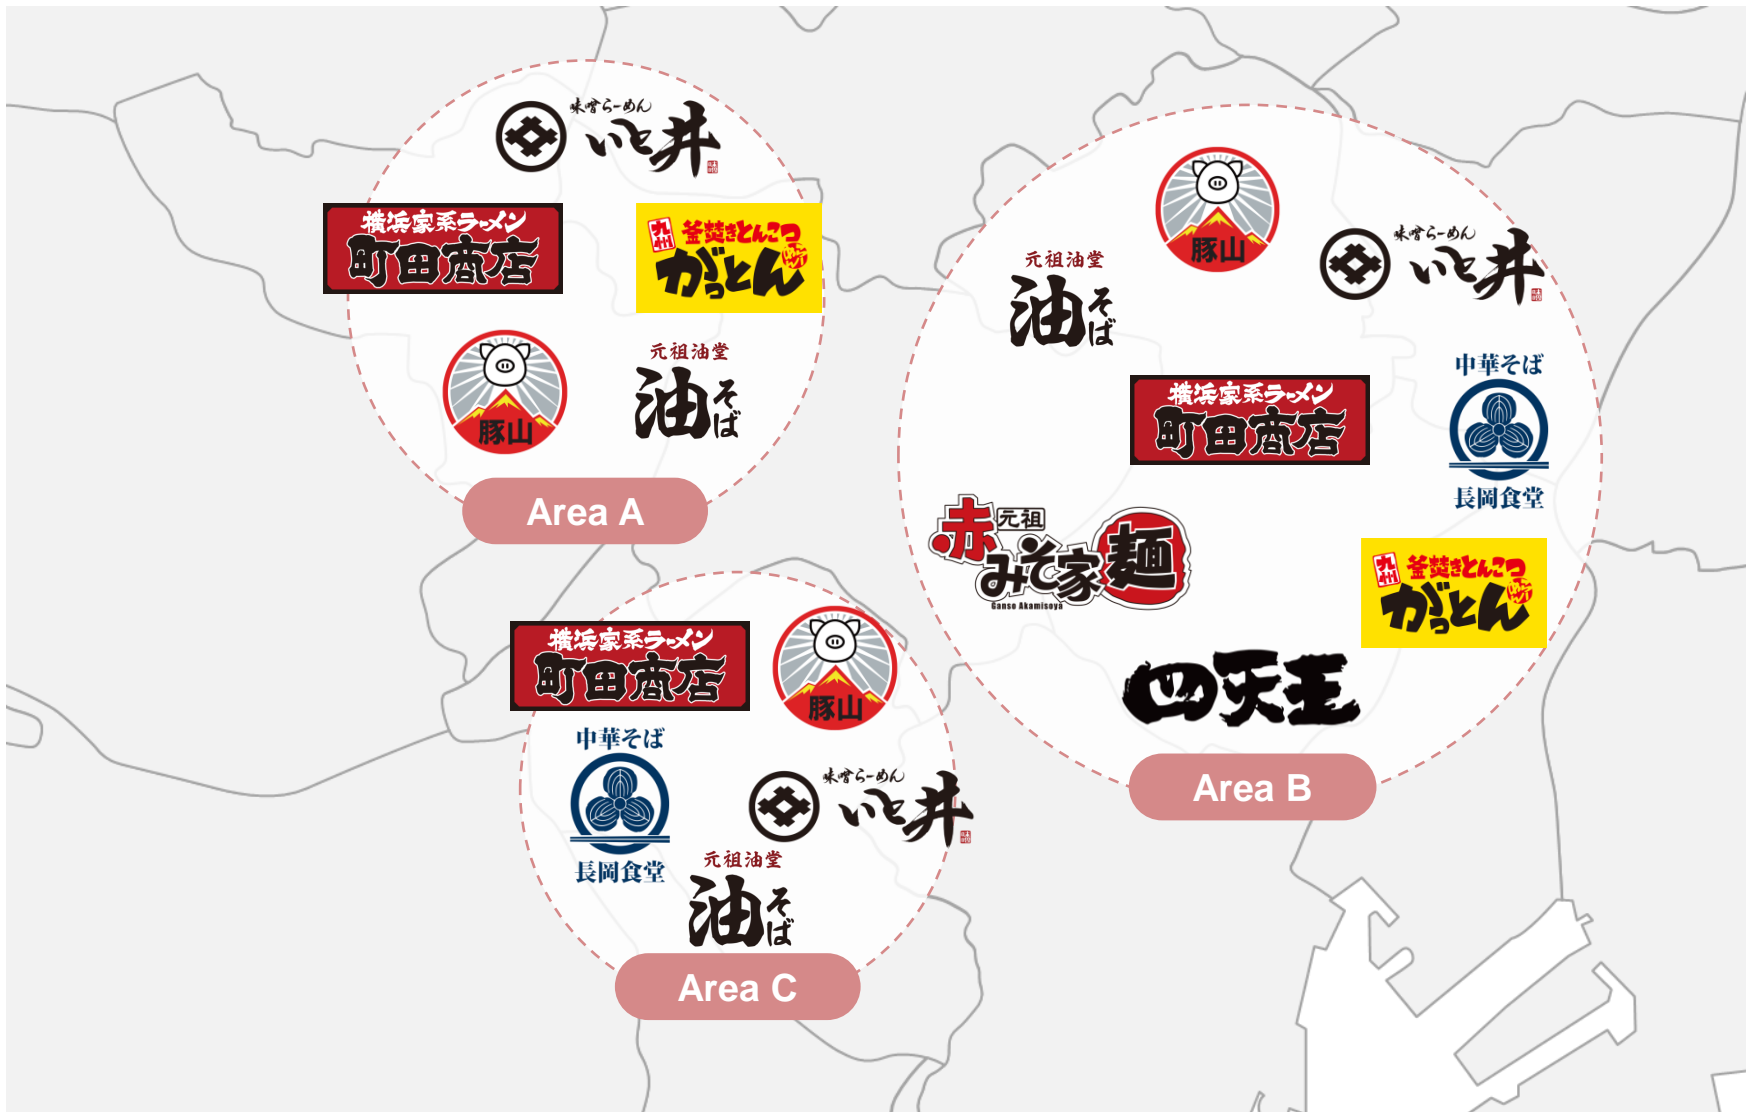 味噌らーめん
いと井
横浜家系ラーメン
町田商店
九州
釜焚きとんこつ
がっとん
豚山
元祖油堂
油そば
Area A
豚山
味噌らーめん
いと井
元祖油堂
油そば
横浜家系ラーメン
町田商店
中華そば
長岡食堂
元祖
赤みそ家麺
Ganso Akamisoya
九州
釜焚きとんこつ
がっとん
四天王
Area B
横浜家系ラーメン
町田商店
豚山
中華そば
長岡食堂
味噌らーめん
いと井
元祖油堂
油そば
Area C